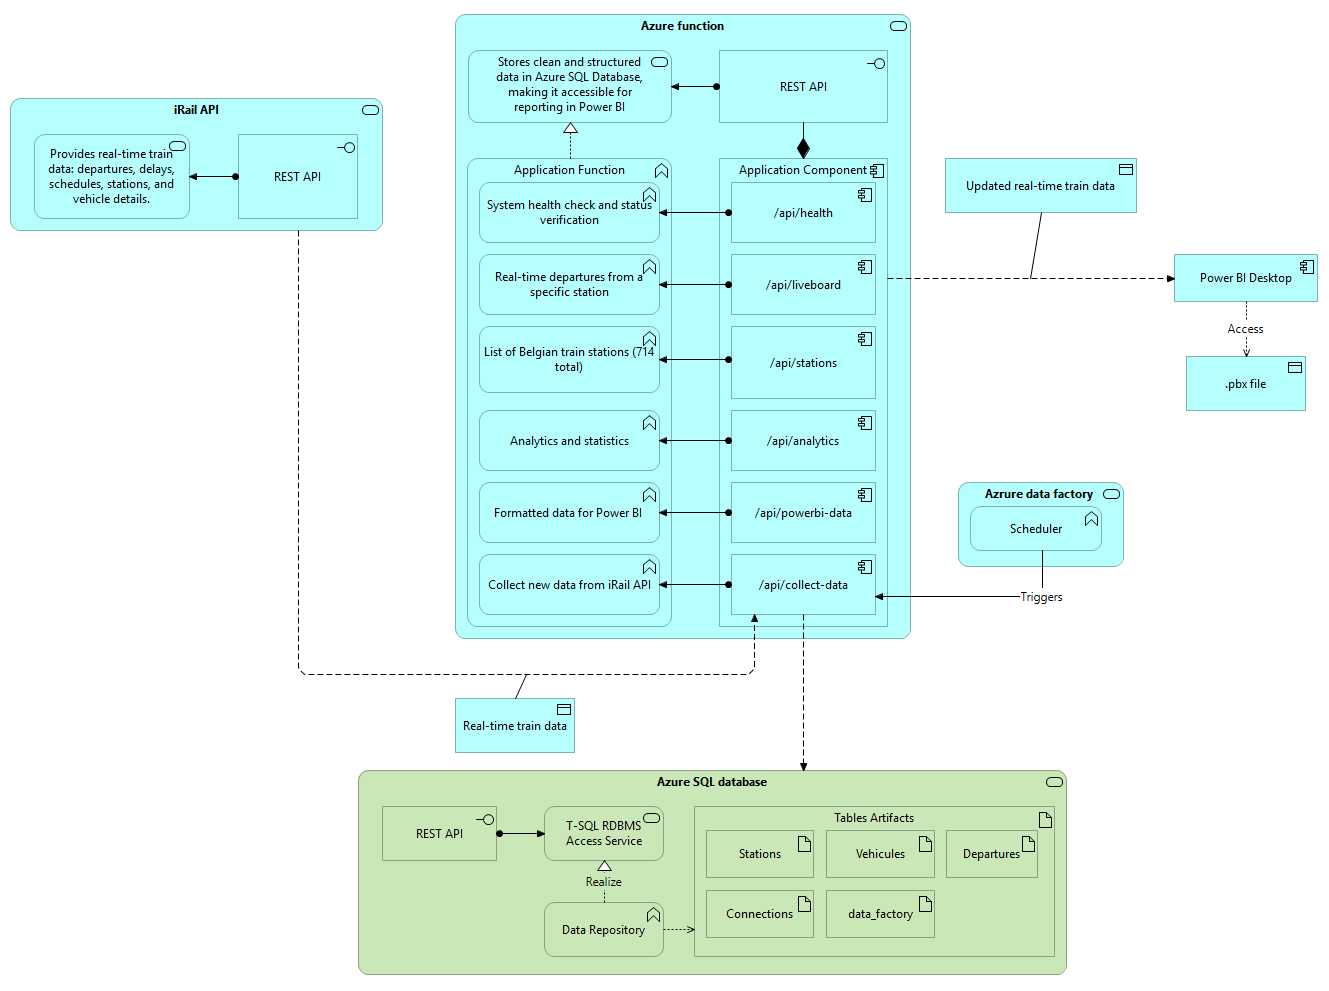 Azure function
Stores clean and structured
data in Azure SQL Database,
making it accessible for
reporting in Power BI
REST API
iRail API
Provides real-time train
data: departures, delays,
schedules, stations, and
vehicle details.
REST API
Application Function
Application Component
System health check and status
verification
/api/health
Real-time departures from a
specific station
/api/liveboard
List of Belgian train stations (714
total)
/api/stations
Analytics and statistics
/api/analytics
Formatted data for Power BI
/api/powerbi-data
Collect new data from iRail API
/api/collect-data
Updated real-time train data
Power BI Desktop
Access
.pbx file
Azrure data factory
Scheduler
Triggers
Real-time train data
Azure SQL database
REST API
T-SQL RDBMS
Access Service
Realize
Data Repository
Tables Artifacts
Stations
Vehicules
Departures
Connections
data_factory